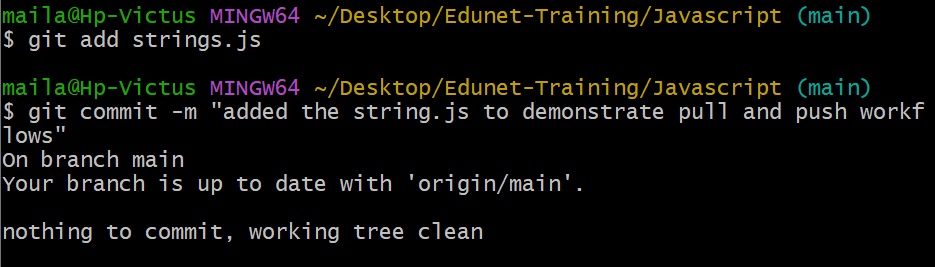 maila@Hp-Victus MINGW64 ~/Desktop/Edunet-Training/Javascript (main)
$ git add strings.js
maila@Hp-Victus MINGW64 ~/Desktop/Edunet-Training/Javascript (main)
$ git commit -m "added the string.js to demonstrate pull and push workf
lows"
On branch main
Your branch is up to date with 'origin/main'.
nothing to commit, working tree clean